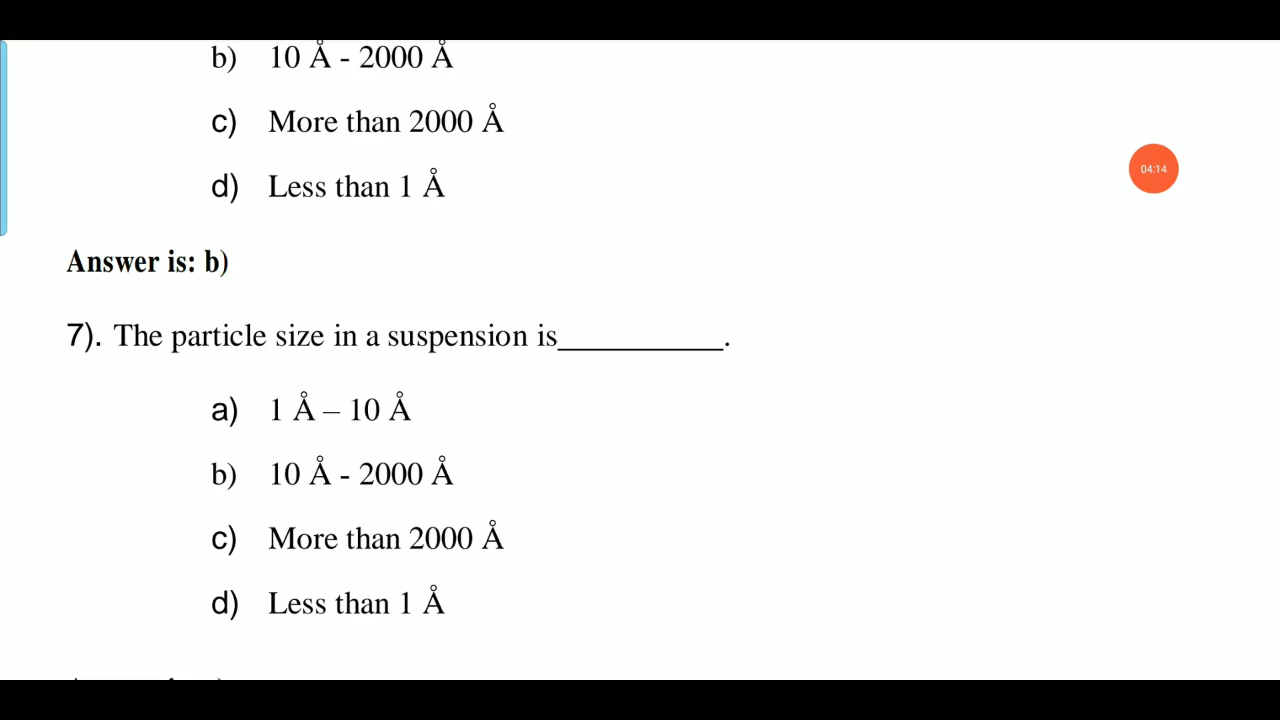 b) 10 Å - 2000 Å
c) More than 2000 Å
04:14
d) Less than 1 Å
Answer is: b)
7). The particle size in a suspension is__________.
a) 1 Å – 10 Å
b) 10 Å - 2000 Å
c) More than 2000 Å
d) Less than 1 Å